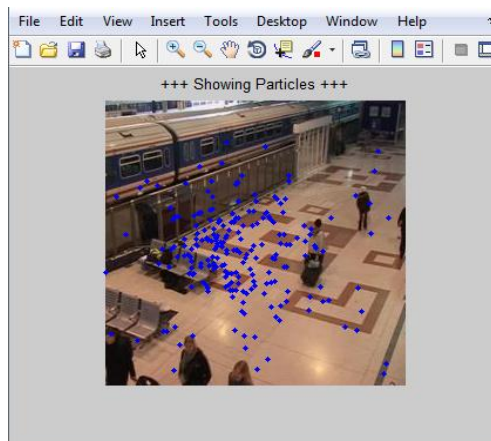 File Edit View Insert Tools Desktop Window Help
+++ Showing Particles +++